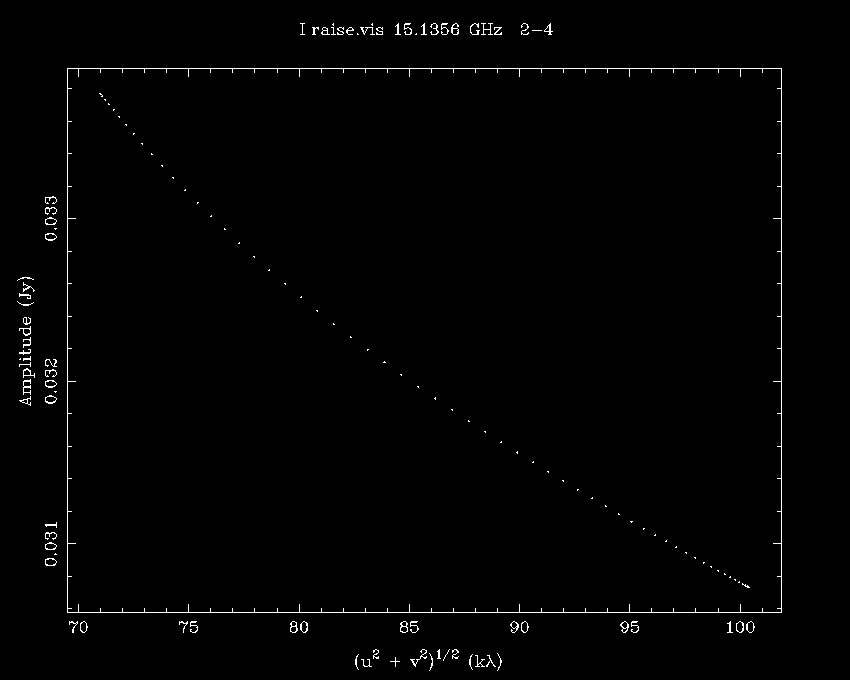 I raise.vis 15.1356 GHz 2−4
0.033
0.032
0.031
Amplitude (Jy)
70 75 80 85 90 95 100
(u² + v²)^1/2 (kλ)